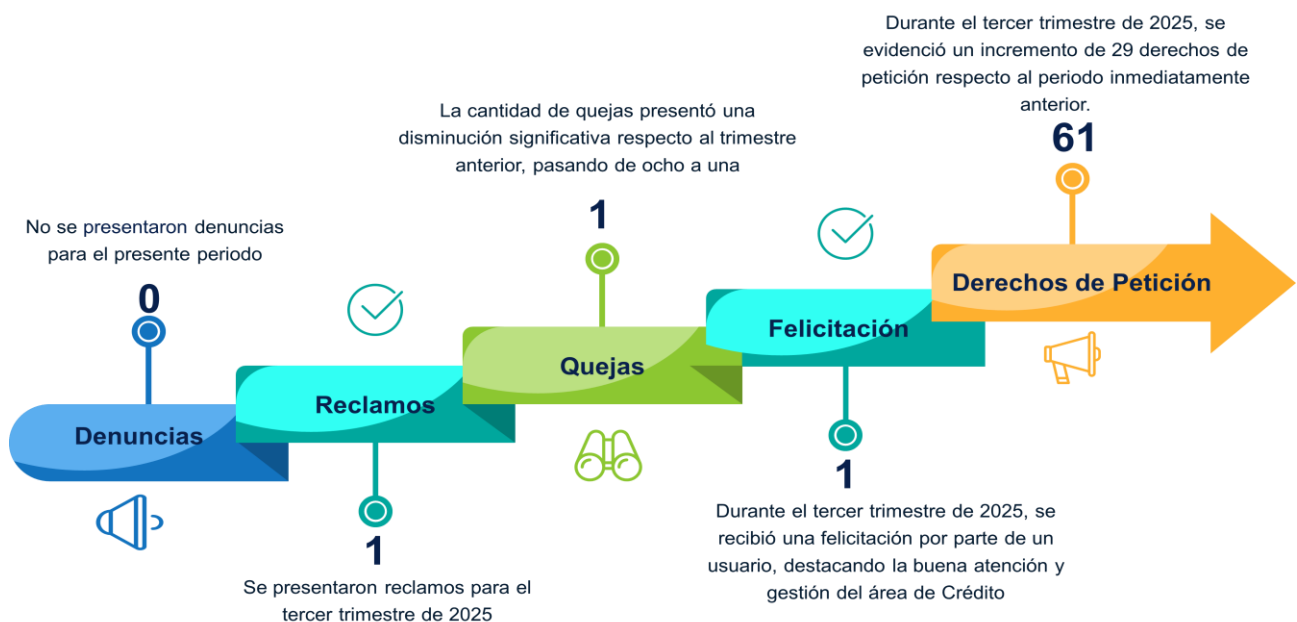 No se presentaron denuncias
para el presente periodo
0
Denuncias
Reclamos
1
Se presentaron reclamos para el
tercer trimestre de 2025
La cantidad de quejas presentó una
disminución significativa respecto al trimestre
anterior, pasando de ocho a una
1
Quejas
Felicitación
1
Durante el tercer trimestre de 2025, se
recibió una felicitación por parte de un
usuario, destacando la buena atención y
gestión del área de Crédito
Durante el tercer trimestre de 2025, se
evidenció un incremento de 29 derechos de
petición respecto al periodo inmediatamente
anterior.
61
Derechos de Petición